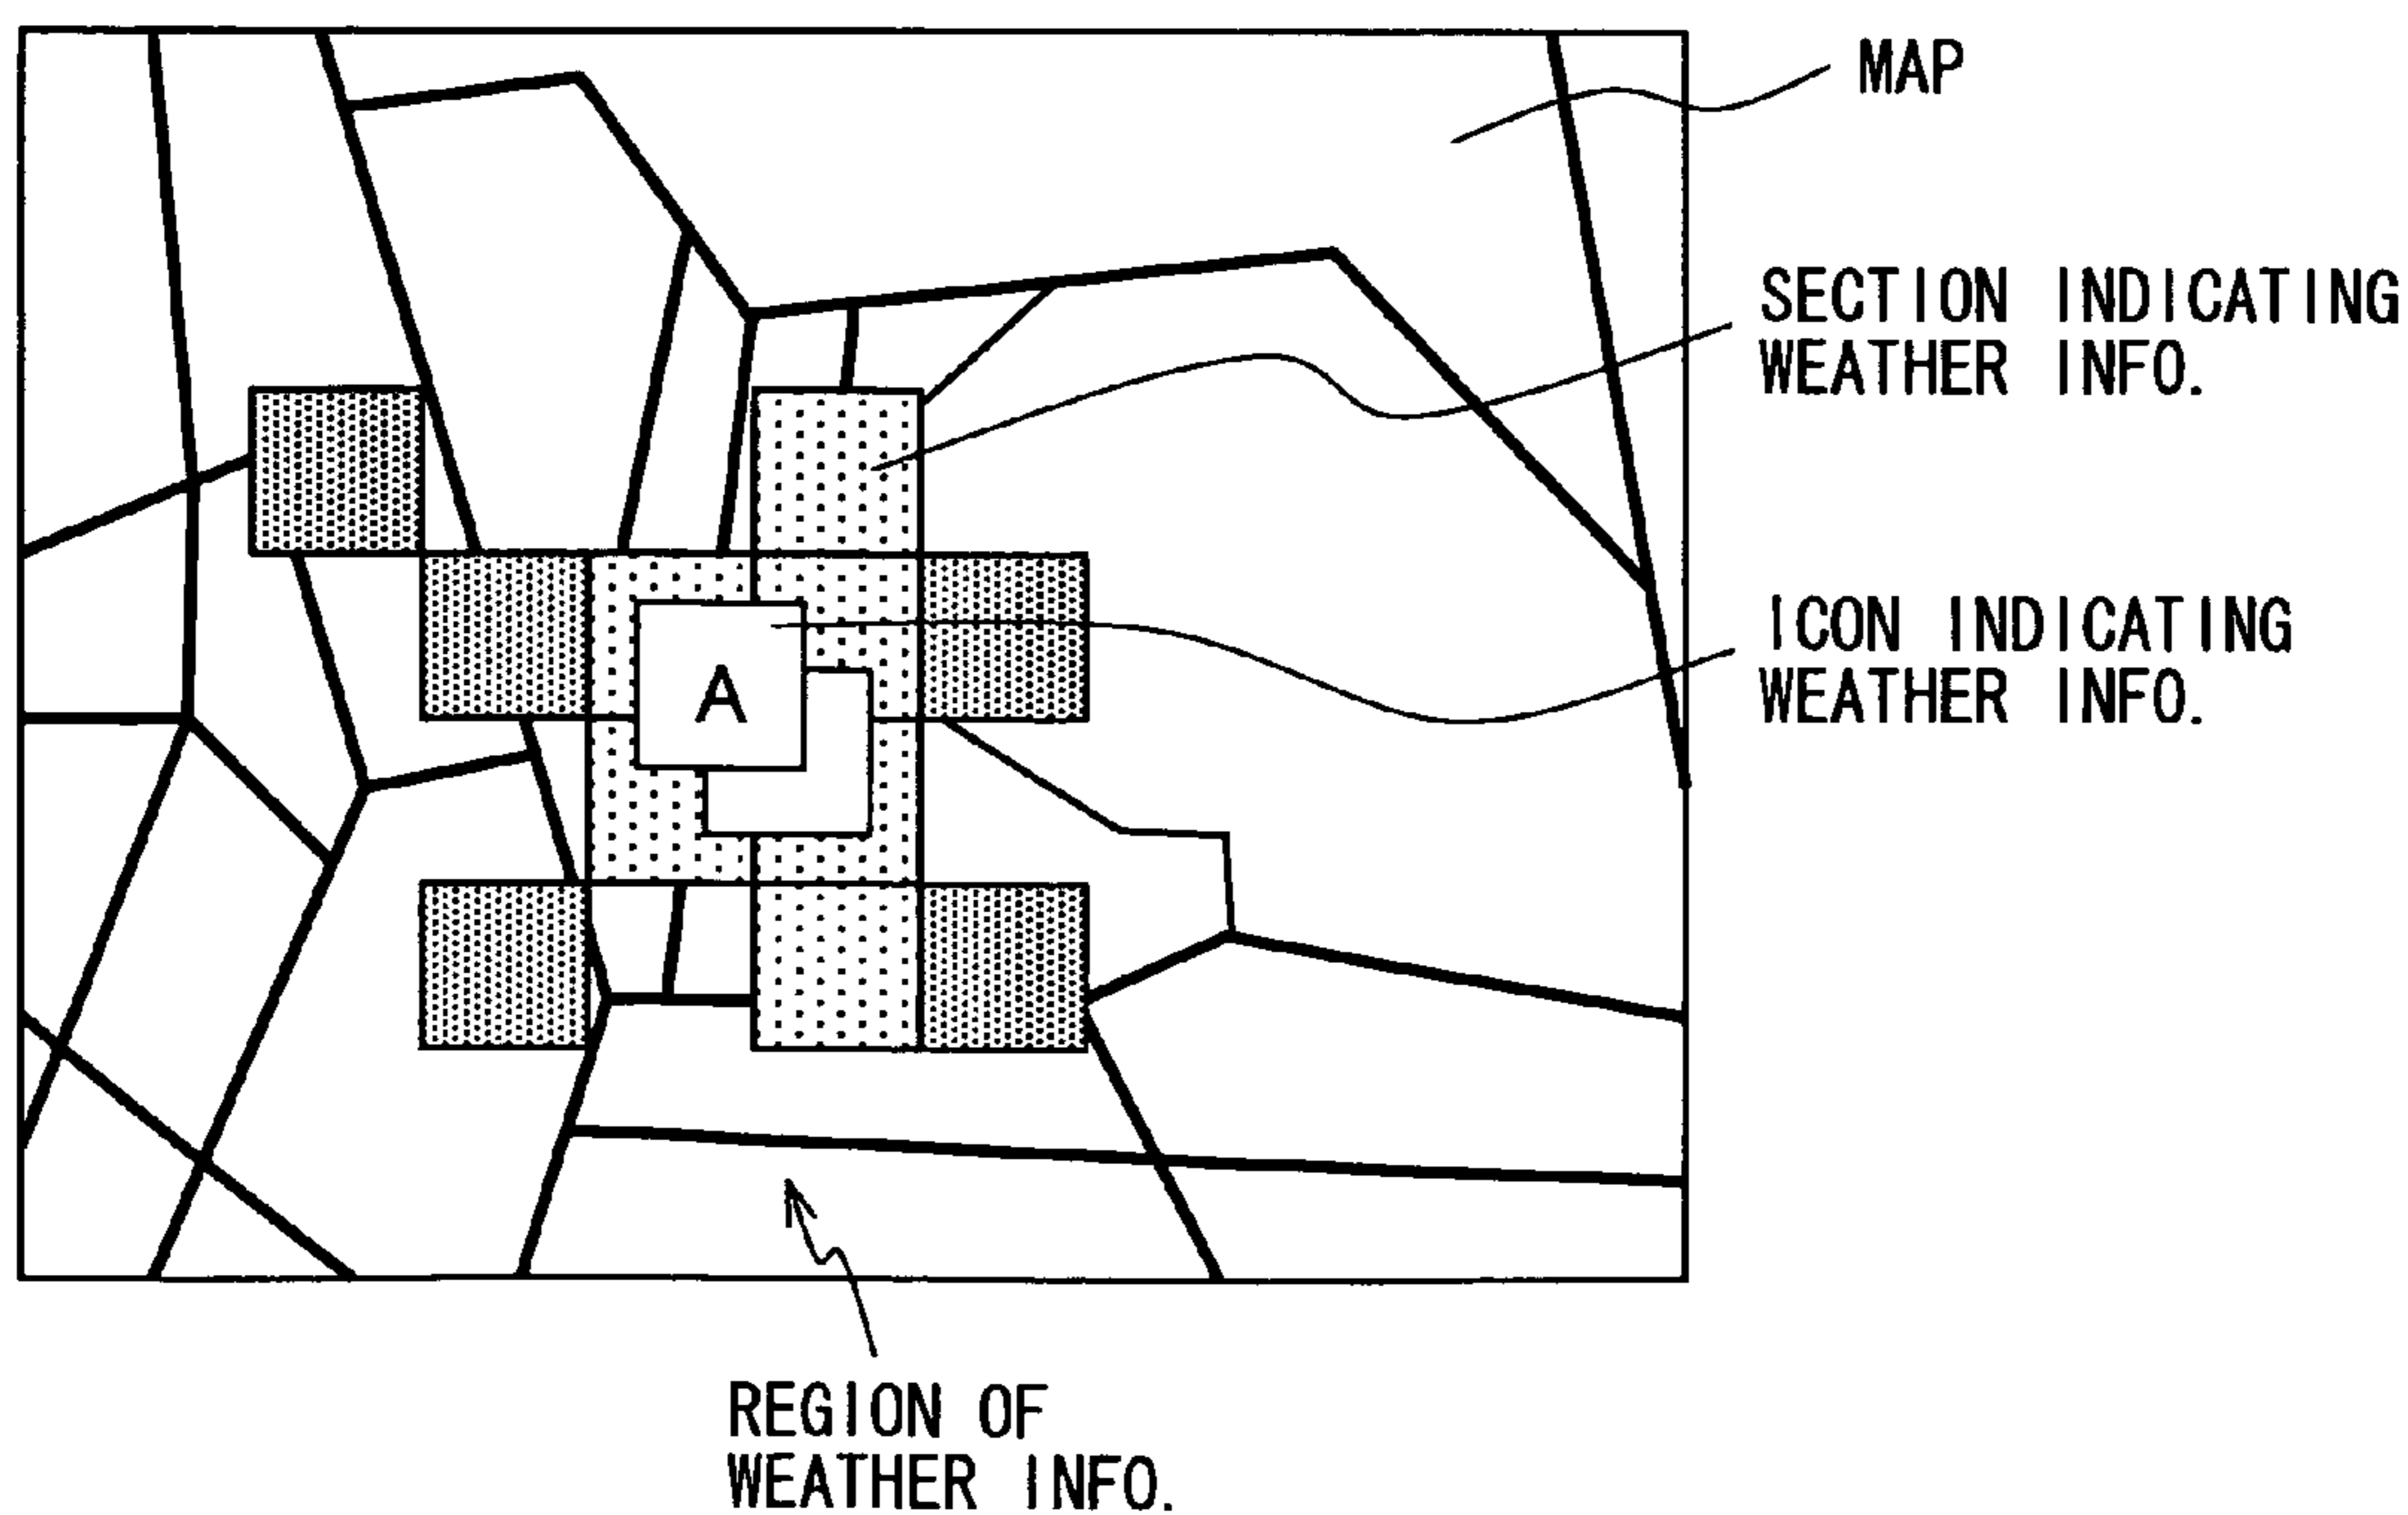 MAP
SECTION INDICATING
WEATHER INFO.
ICON INDICATING
WEATHER INFO.
A
REGION OF
WEATHER INFO.